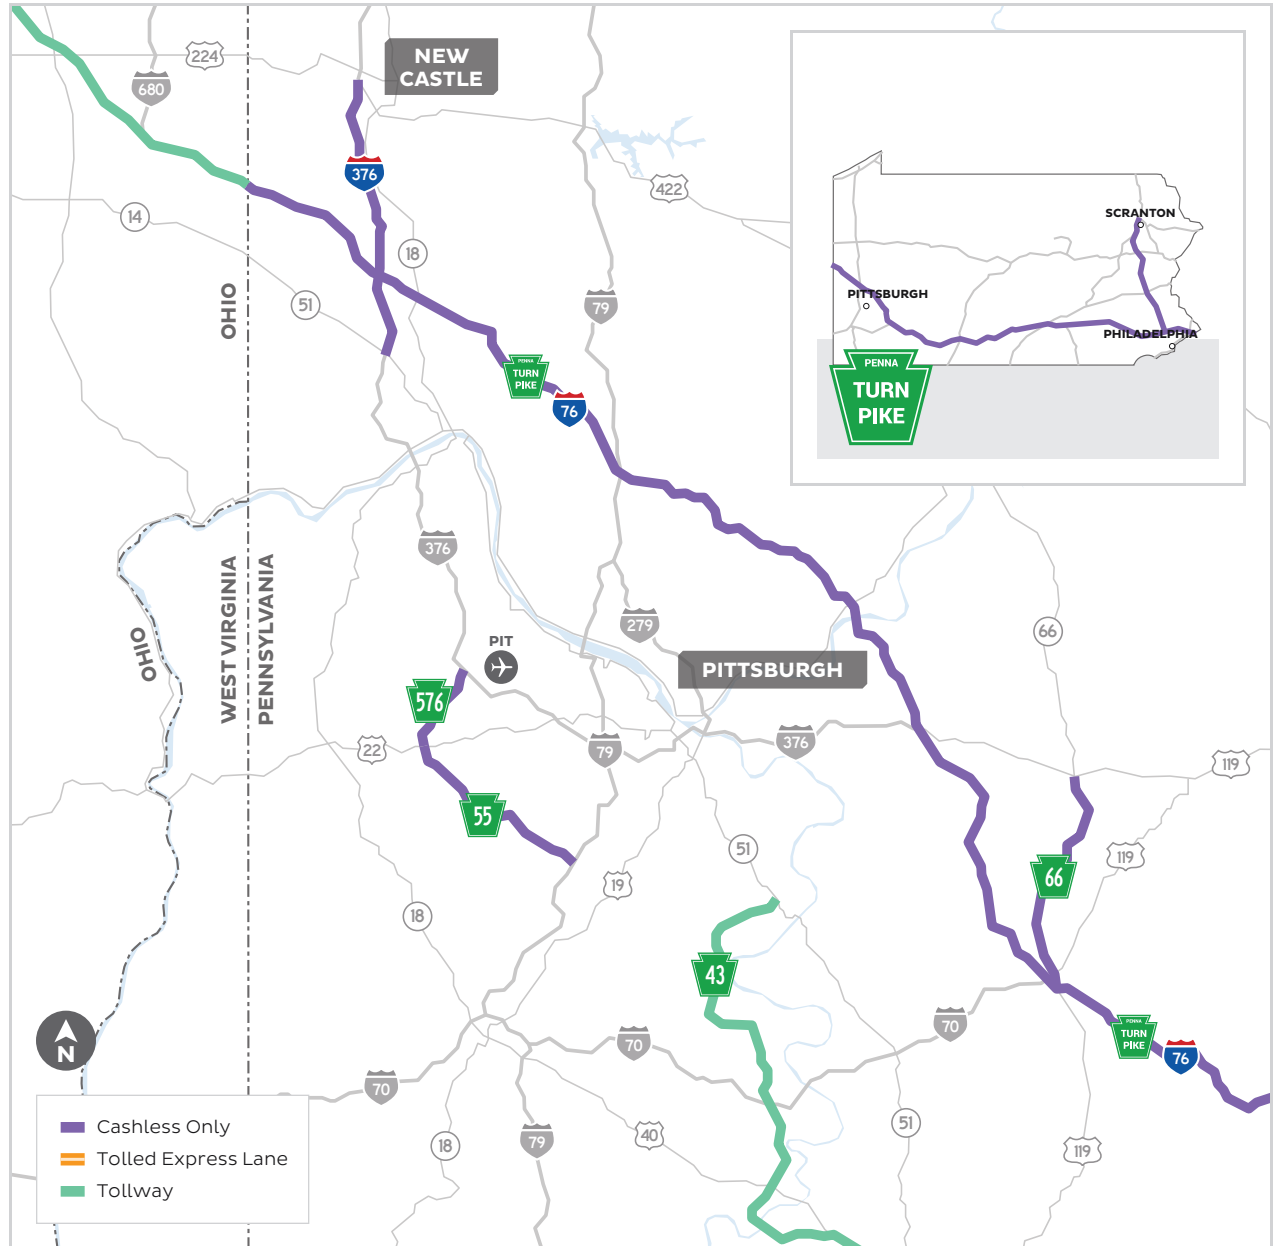 224
680
NEW
CASTLE
376
422
14
18
51
79
OHIO
PENNA
TURN
PIKE
76
SCRANTON
PITTSBURGH
PHILADELPHIA
PENNA
TURN
PIKE
376
WEST VIRGINIA
PENNSYLVANIA
OHIO
PIT
279
66
PITTSBURGH
576
22
79
376
119
55
51
119
19
66
18
43
70
70
PENNA
TURN
PIKE
76
N
70
51
40
79
18
119
Cashless Only
Tolled Express Lane
Tollway